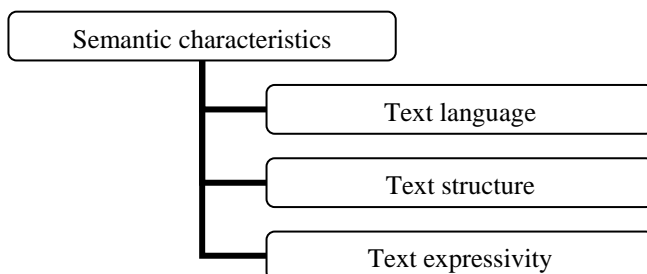 Semantic characteristics
Text language
Text structure
Text expressivity